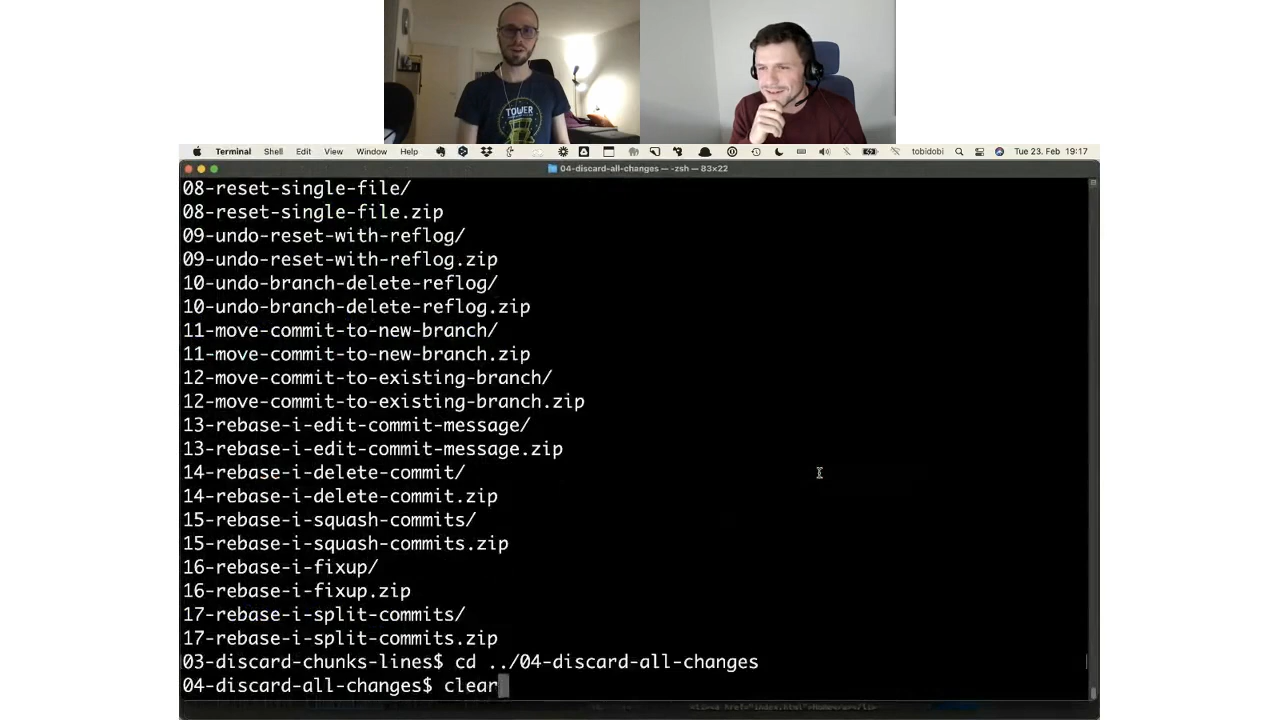 TOWER
Terminal Shell Edit View Window Help tobidobi Tue 23. Feb 19:17
04-discard-all-changes — -zsh — 83×22
08-reset-single-file/
08-reset-single-file.zip
09-undo-reset-with-reflog/
09-undo-reset-with-reflog.zip
10-undo-branch-delete-reflog/
10-undo-branch-delete-reflog.zip
11-move-commit-to-new-branch/
11-move-commit-to-new-branch.zip
12-move-commit-to-existing-branch/
12-move-commit-to-existing-branch.zip
13-rebase-i-edit-commit-message/
13-rebase-i-edit-commit-message.zip
14-rebase-i-delete-commit/
14-rebase-i-delete-commit.zip
15-rebase-i-squash-commits/
15-rebase-i-squash-commits.zip
16-rebase-i-fixup/
16-rebase-i-fixup.zip
17-rebase-i-split-commits/
17-rebase-i-split-commits.zip
03-discard-chunks-lines$ cd ../04-discard-all-changes
04-discard-all-changes$ clear